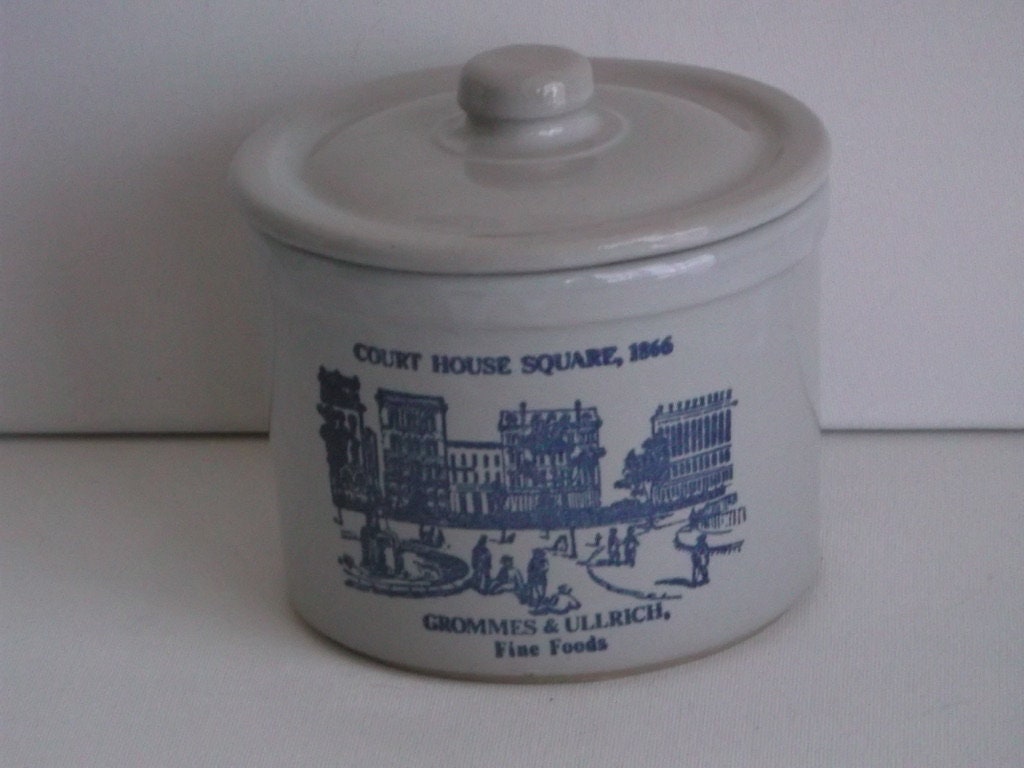 COURT HOUSE SQUARE, 1866
GROMMES & ULLRICH,
Fine Foods